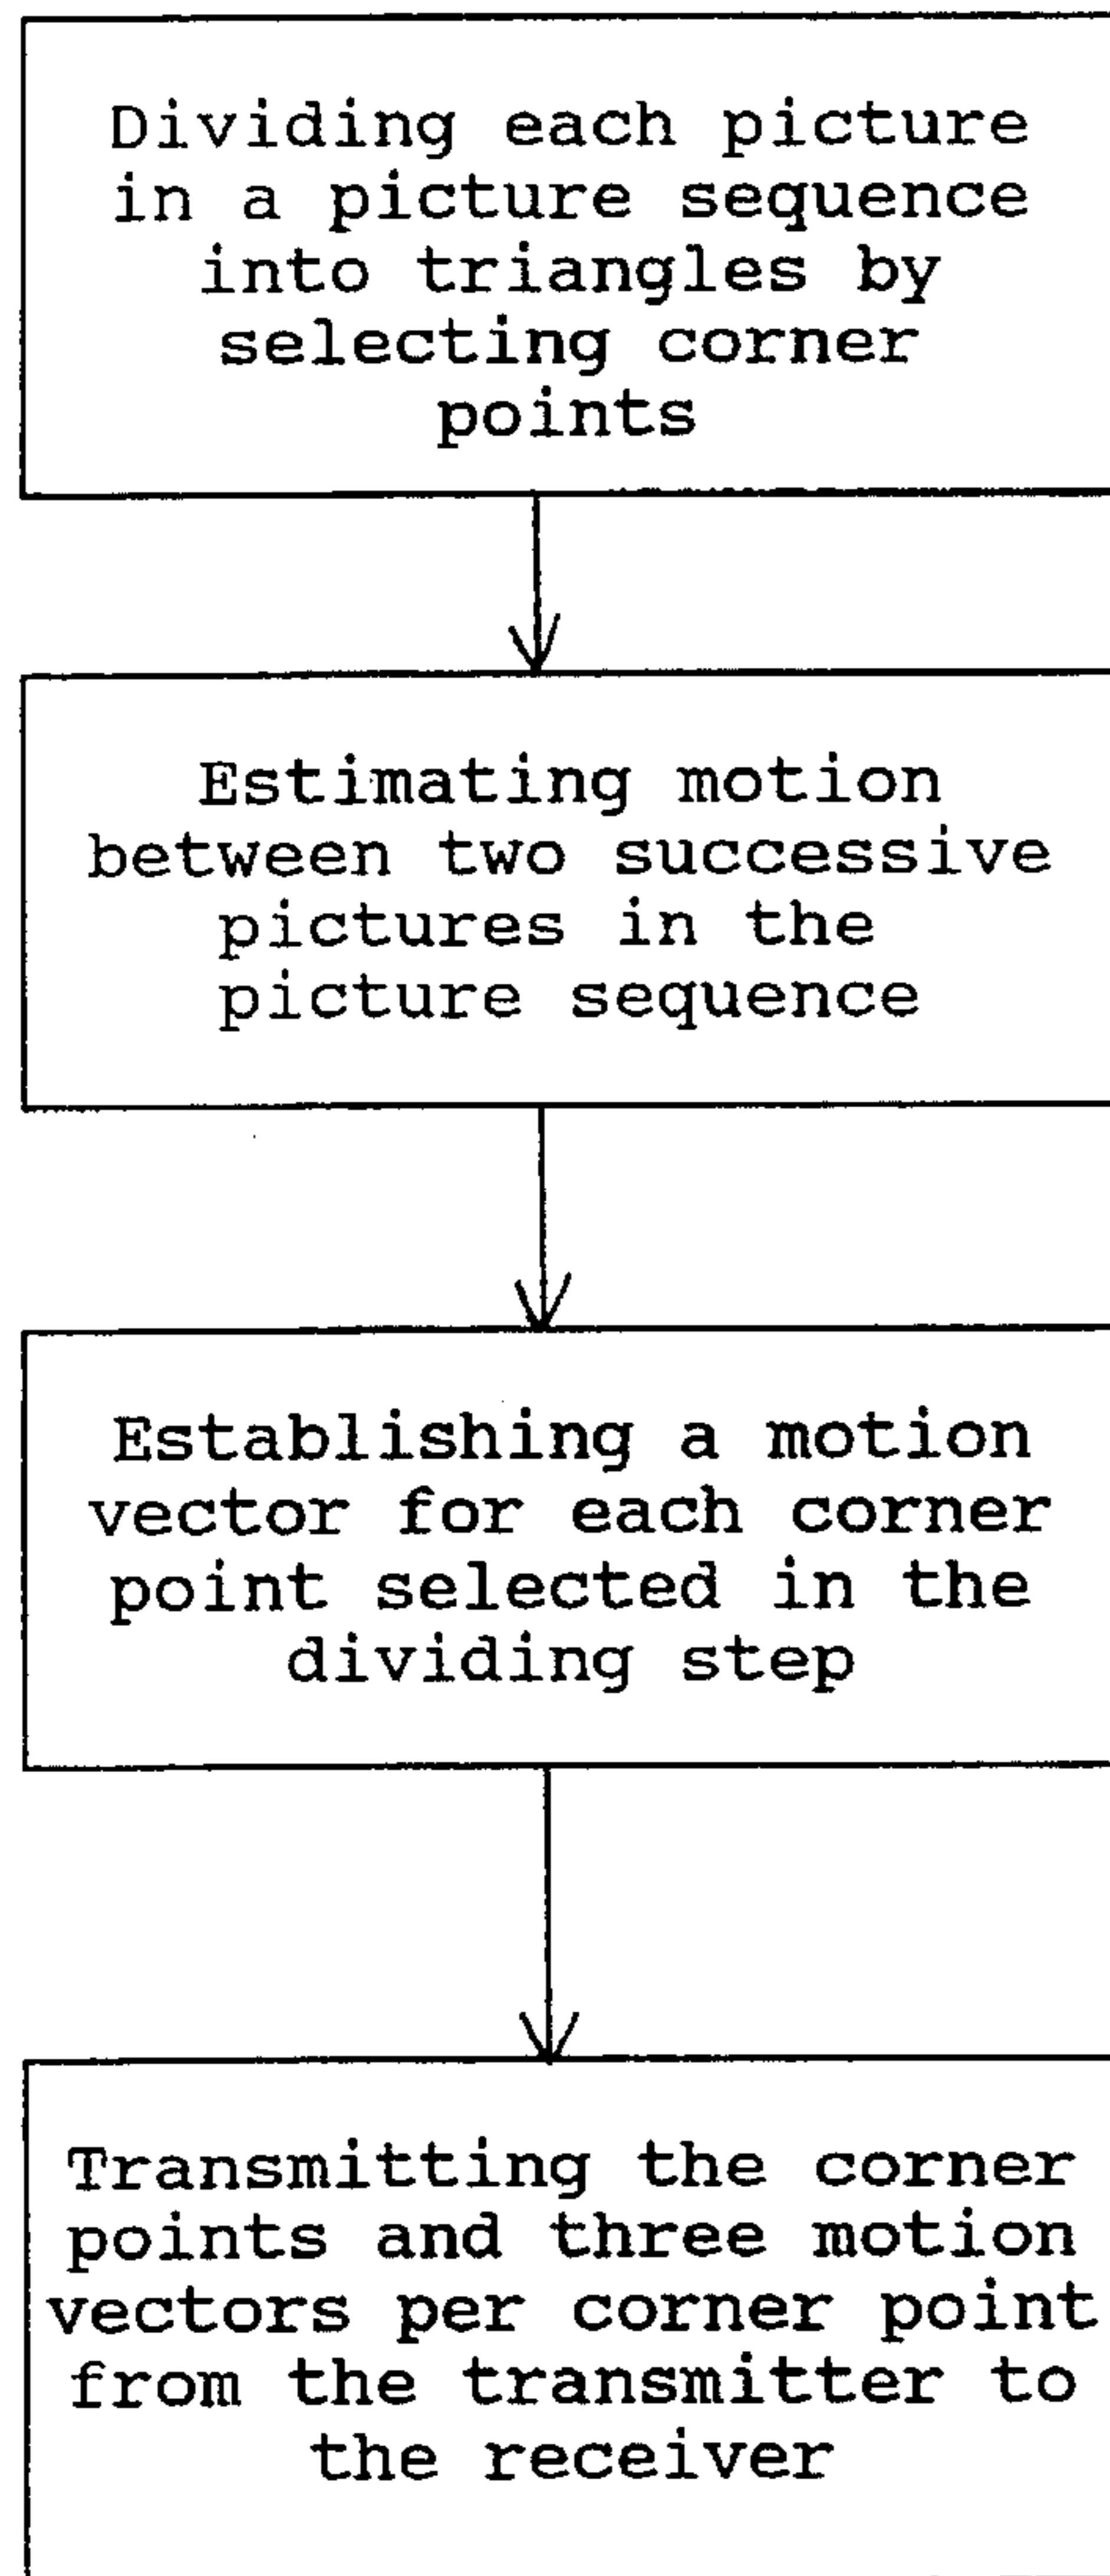 Dividing each picture
in a picture sequence
into triangles by
selecting corner
points
Estimating motion
between two successive
pictures in the
picture sequence
Establishing a motion
vector for each corner
point selected in the
dividing step
Transmitting the corner
points and three motion
vectors per corner point
from the transmitter to
the receiver